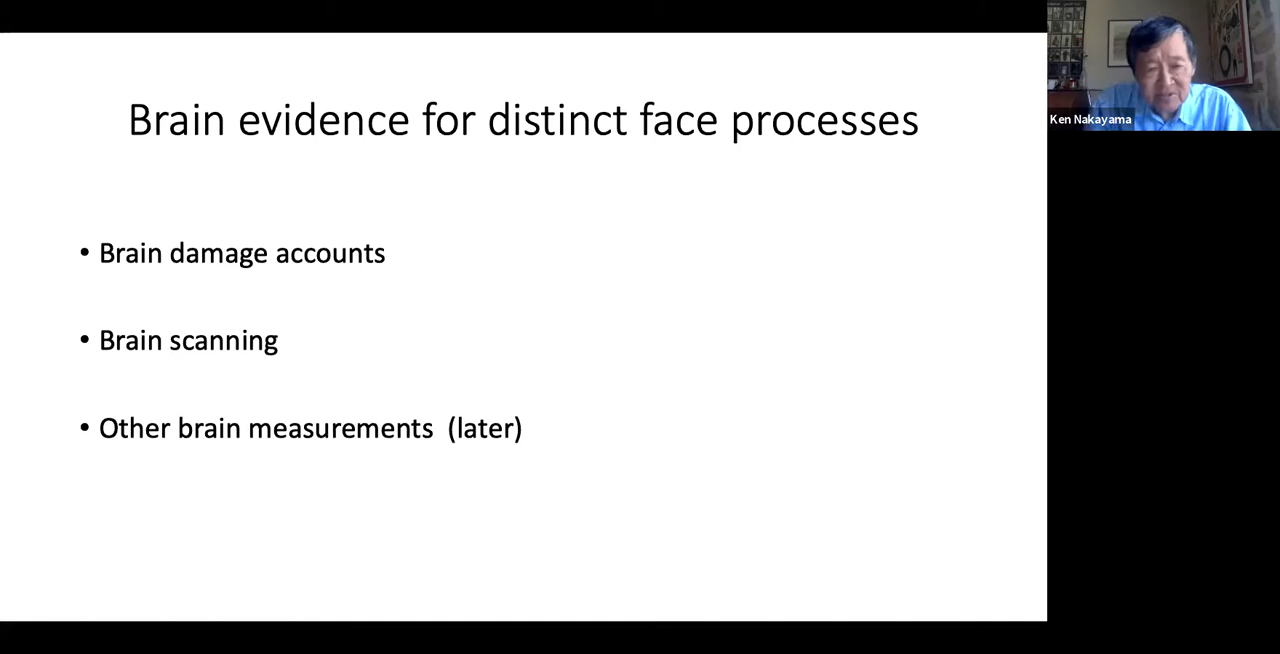 Brain evidence for distinct face processes
• Brain damage accounts
• Brain scanning
• Other brain measurements  (later)
Ken Nakayama